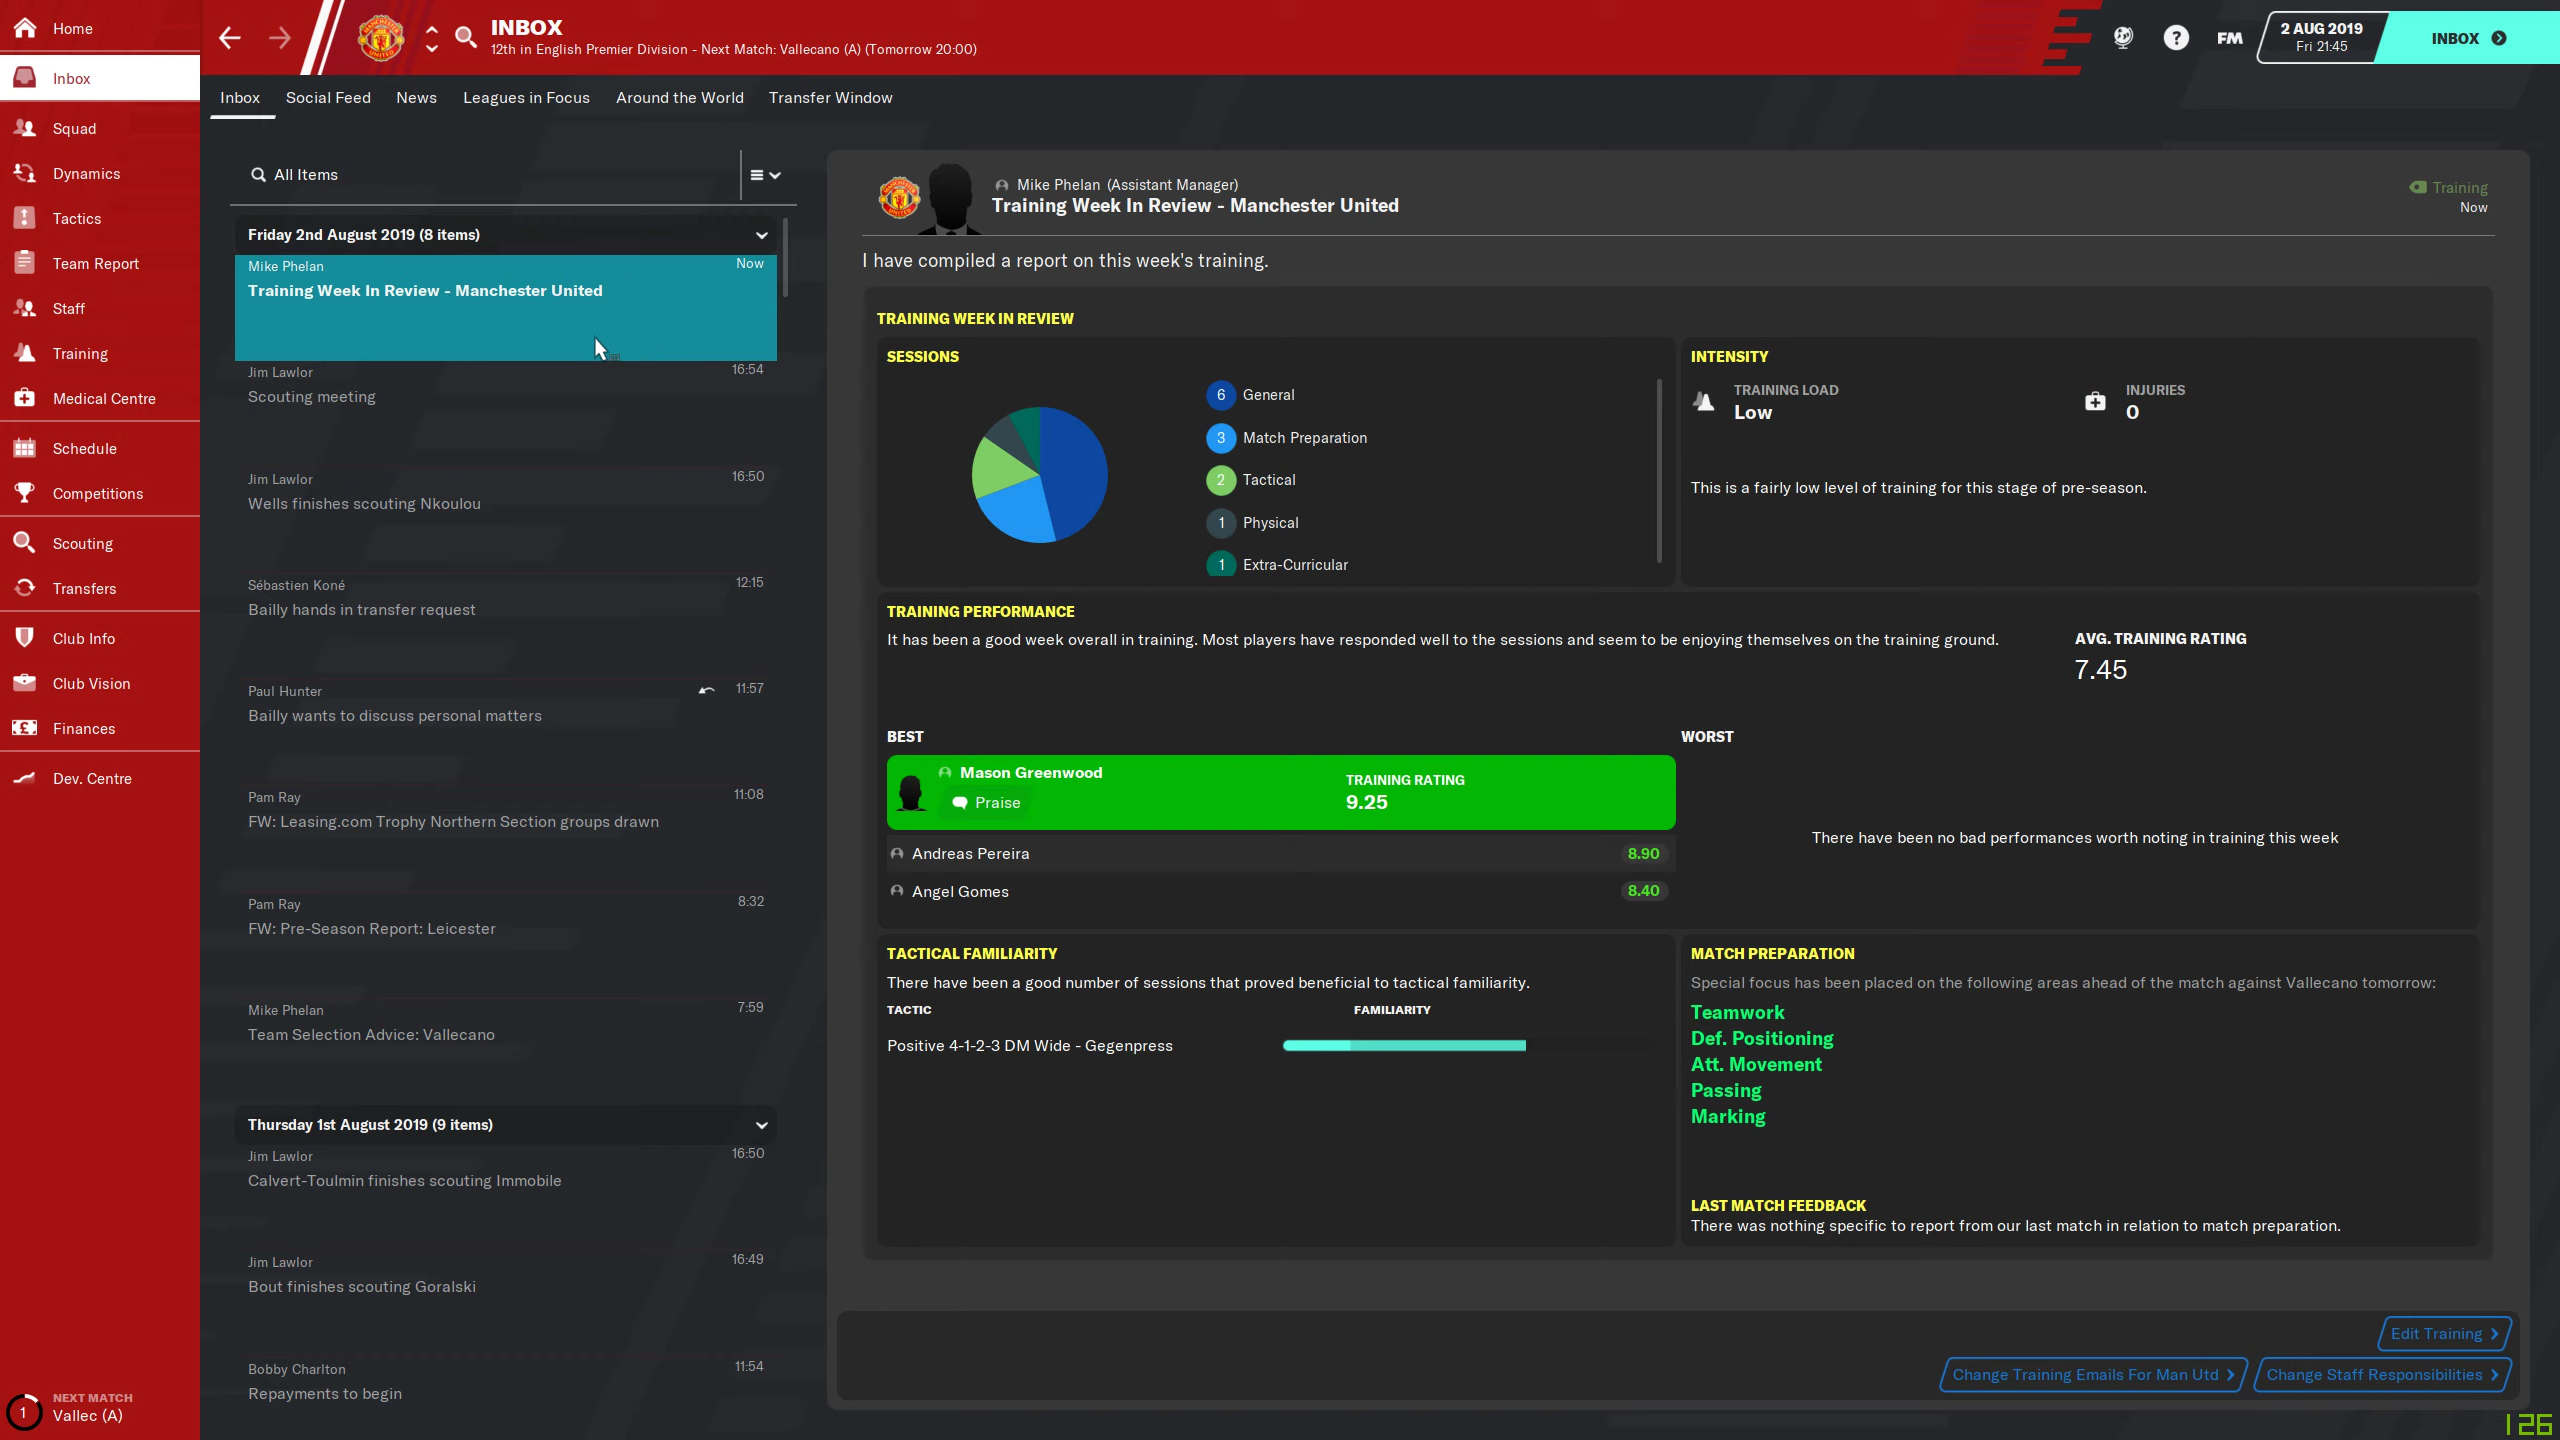 Home
Inbox
Squad
Dynamics
Tactics
Team Report
Staff
Training
Medical Centre
Schedule
Competitions
Scouting
Transfers
Club Info
Club Vision
Finances
Dev. Centre
1
NEXT MATCH
Vallec (A)
INBOX
12th in English Premier Division - Next Match: Vallecano (A) (Tomorrow 20:00)
?
FM
2 AUG 2019
Fri 21:45
INBOX
Inbox
Social Feed
News
Leagues in Focus
Around the World
Transfer Window
All Items
Friday 2nd August 2019 (8 items)
Mike Phelan
Now
Training Week In Review - Manchester United
Jim Lawlor
16:54
Scouting meeting
Jim Lawlor
16:50
Wells finishes scouting Nkoulou
Sébastien Koné
12:15
Bailly hands in transfer request
Paul Hunter
11:57
Bailly wants to discuss personal matters
Pam Ray
11:08
FW: Leasing.com Trophy Northern Section groups drawn
Pam Ray
8:32
FW: Pre-Season Report: Leicester
Mike Phelan
7:59
Team Selection Advice: Vallecano
Thursday 1st August 2019 (9 items)
Jim Lawlor
16:50
Calvert-Toulmin finishes scouting Immobile
Jim Lawlor
16:49
Bout finishes scouting Goralski
Bobby Charlton
11:54
Repayments to begin
Mike Phelan (Assistant Manager)
Training Week In Review - Manchester United
Training
Now
I have compiled a report on this week's training.
TRAINING WEEK IN REVIEW
SESSIONS
6 General
3 Match Preparation
2 Tactical
1 Physical
1 Extra-Curricular
INTENSITY
TRAINING LOAD
Low
INJURIES
0
This is a fairly low level of training for this stage of pre-season.
TRAINING PERFORMANCE
It has been a good week overall in training. Most players have responded well to the sessions and seem to be enjoying themselves on the training ground.
AVG. TRAINING RATING
7.45
BEST
Mason Greenwood
Praise
TRAINING RATING
9.25
Andreas Pereira
8.90
Angel Gomes
8.40
WORST
There have been no bad performances worth noting in training this week
TACTICAL FAMILIARITY
There have been a good number of sessions that proved beneficial to tactical familiarity.
TACTIC
FAMILIARITY
Positive 4-1-2-3 DM Wide - Gegenpress
MATCH PREPARATION
Special focus has been placed on the following areas ahead of the match against Vallecano tomorrow:
Teamwork
Def. Positioning
Att. Movement
Passing
Marking
LAST MATCH FEEDBACK
There was nothing specific to report from our last match in relation to match preparation.
Edit Training
Change Training Emails For Man Utd
Change Staff Responsibilities
126